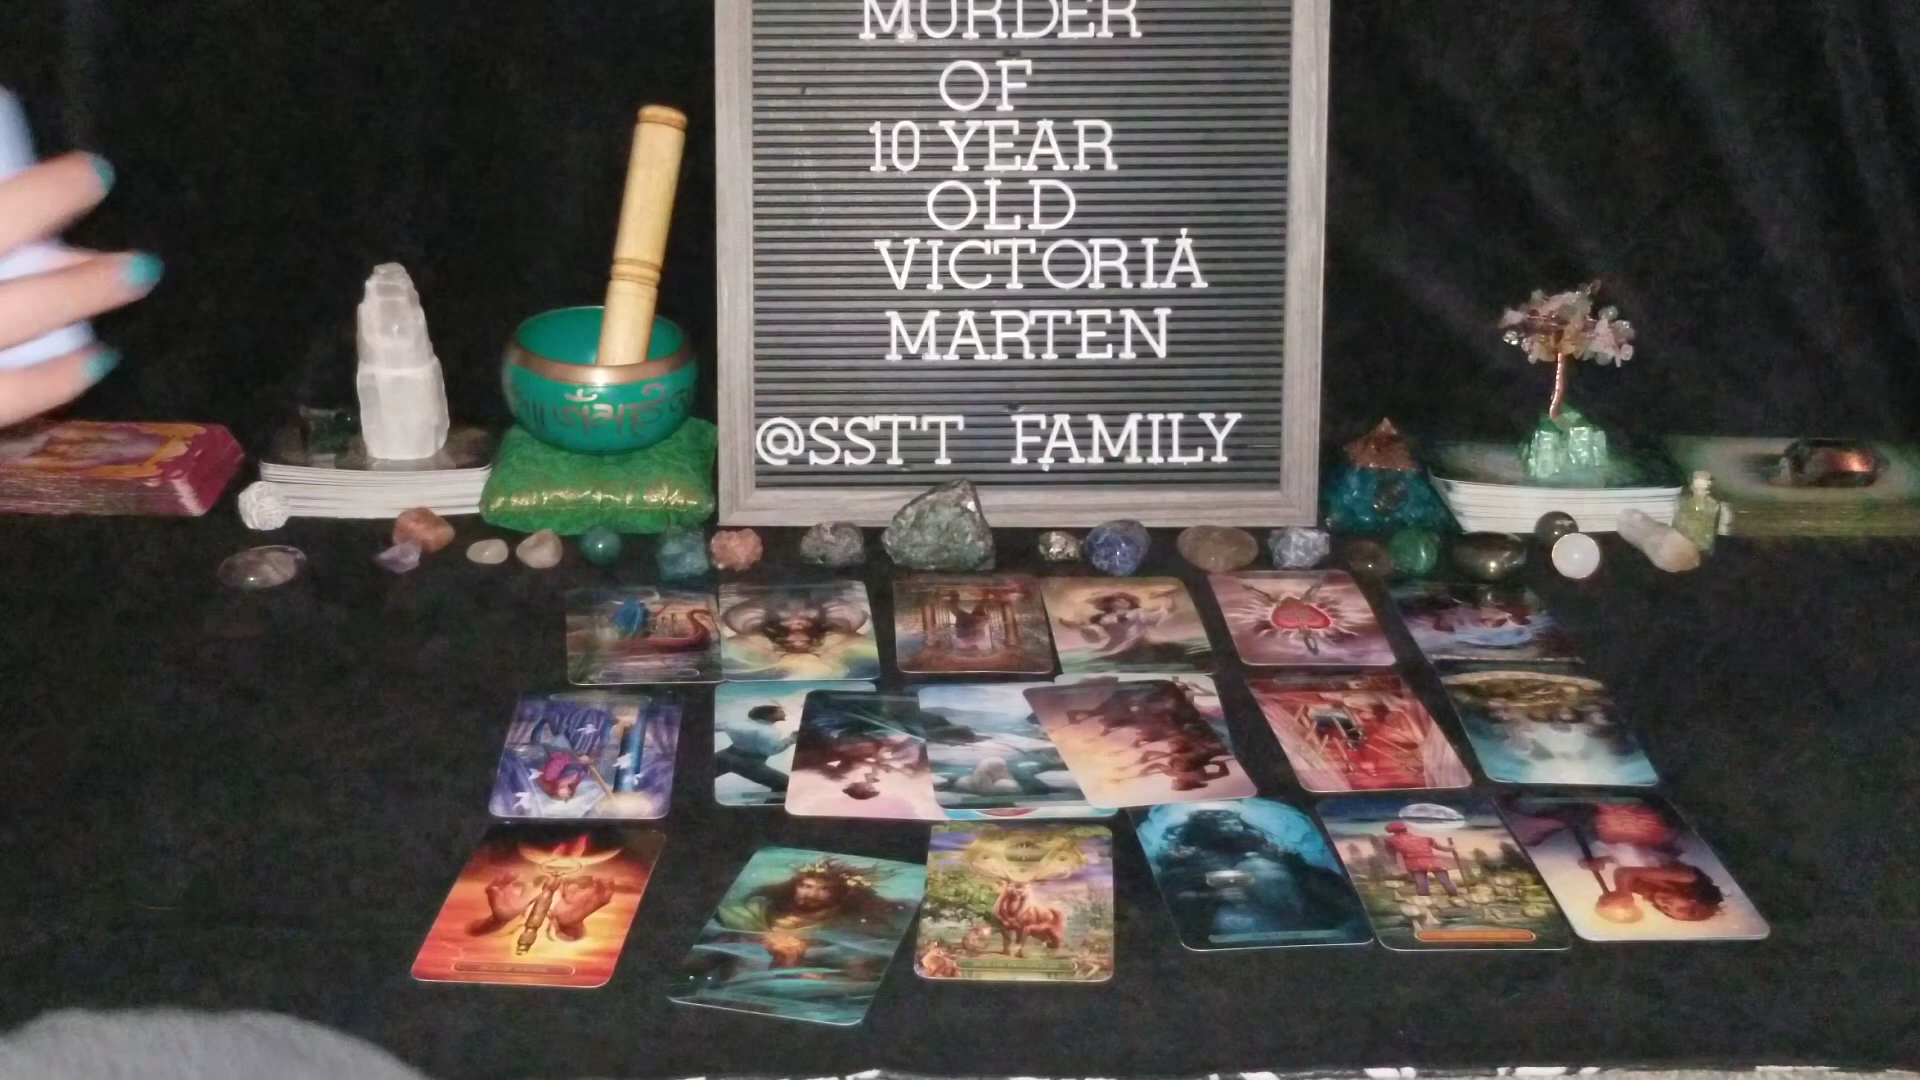 MURDER
OF
10 YEAR
OLD
VICTORIA
MARTEN
@SSTT FAMILY